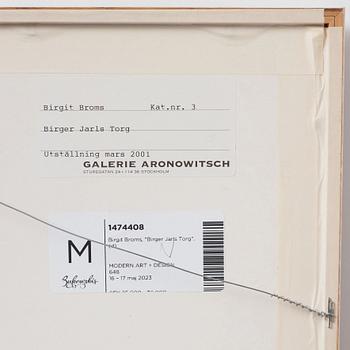 Birgit Broms Kat.nr. 3
Birger Jarls Torg
Utställning mars 2001
GALERIE ARONOWITSCH
STUREGATAN 24 • 114 36 STOCKHOLM
M
1474408
Birgit Broms, "Birger Jarls Torg".
MODERN ART + DESIGN
648
16 – 17 maj 2023